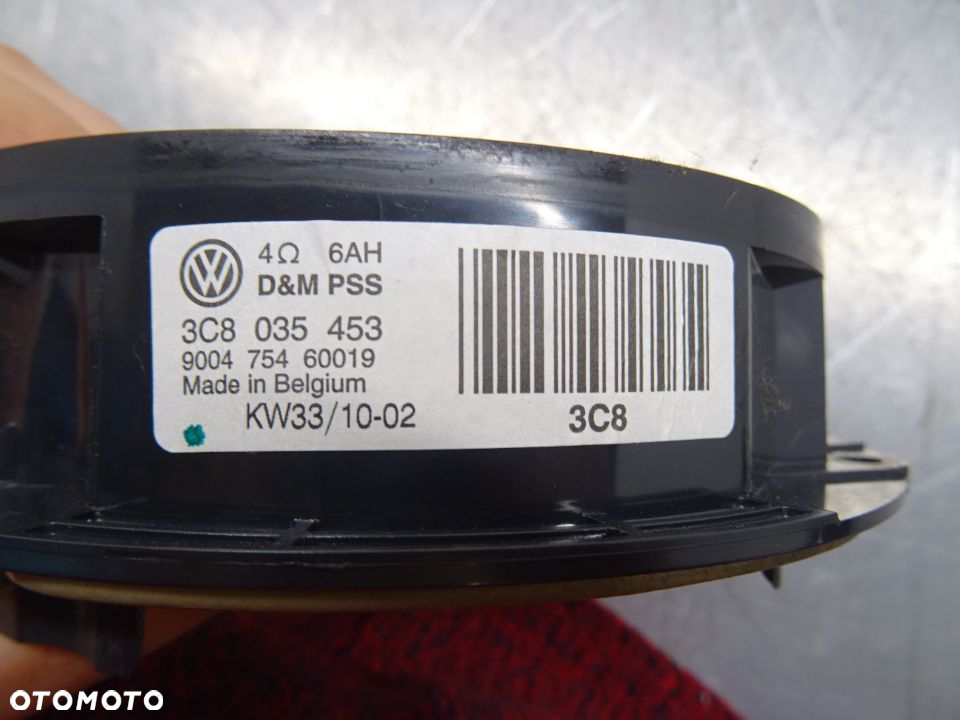 4Ω 6AH
D&M PSS
3C8 035 453
9004 754 60019
Made in Belgium
KW33/10-02
3C8
OTOMOTO